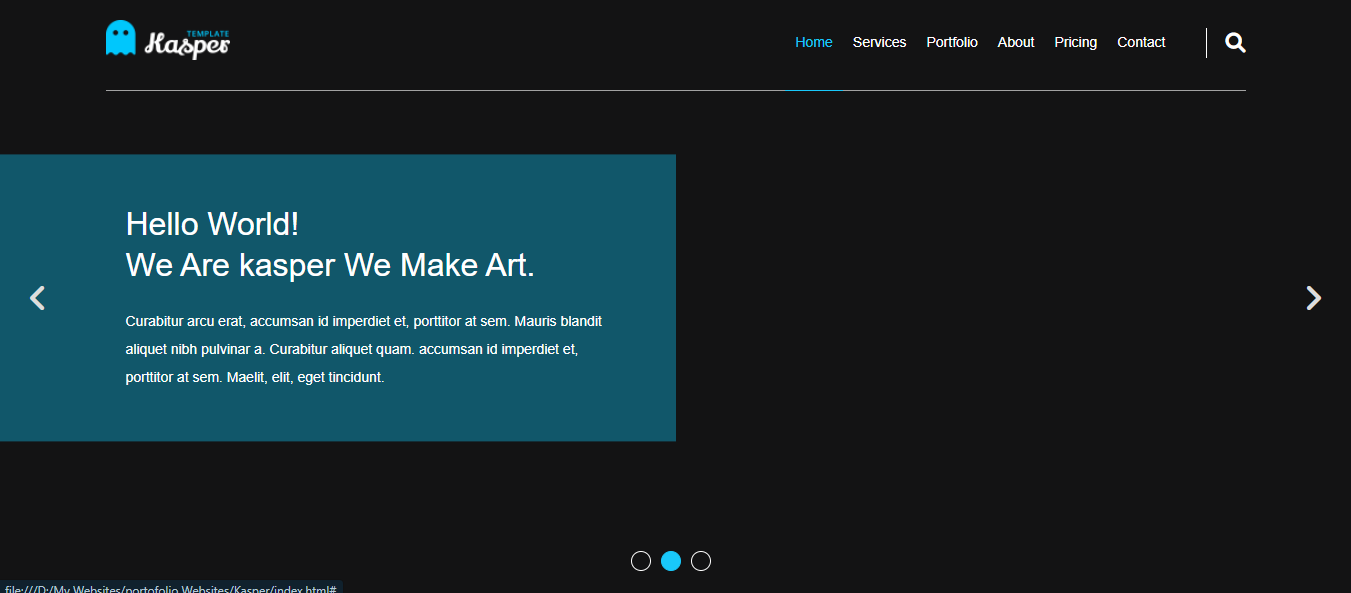 TEMPLATE
Kasper
Home Services Portfolio About Pricing Contact
Hello World!
We Are kasper We Make Art.
Curabitur arcu erat, accumsan id imperdiet et, porttitor at sem. Mauris blandit
aliquet nibh pulvinar a. Curabitur aliquet quam. accumsan id imperdiet et,
porttitor at sem. Maelit, elit, eget tincidunt.
file:///D:/My Websites/portofolio Websites/Kasper/index.html#